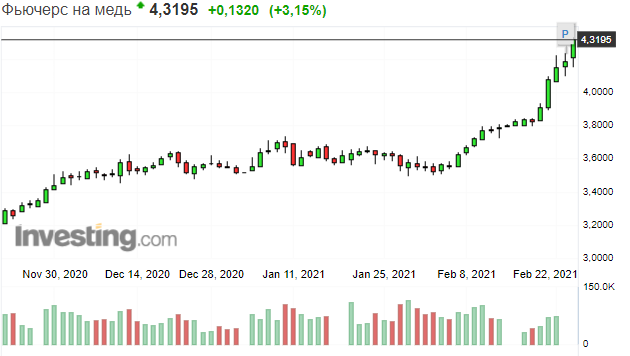 Фьючерс на медь 4,3195 +0,1320 (+3,15%)
P
4,3195
4,0000
3,8000
3,6000
3,4000
3,2000
3,0000
Investing.com
Nov 30, 2020 Dec 14, 2020 Dec 28, 2020 Jan 11, 2021 Jan 25, 2021 Feb 8, 2021 Feb 22, 2021
150.0K
0